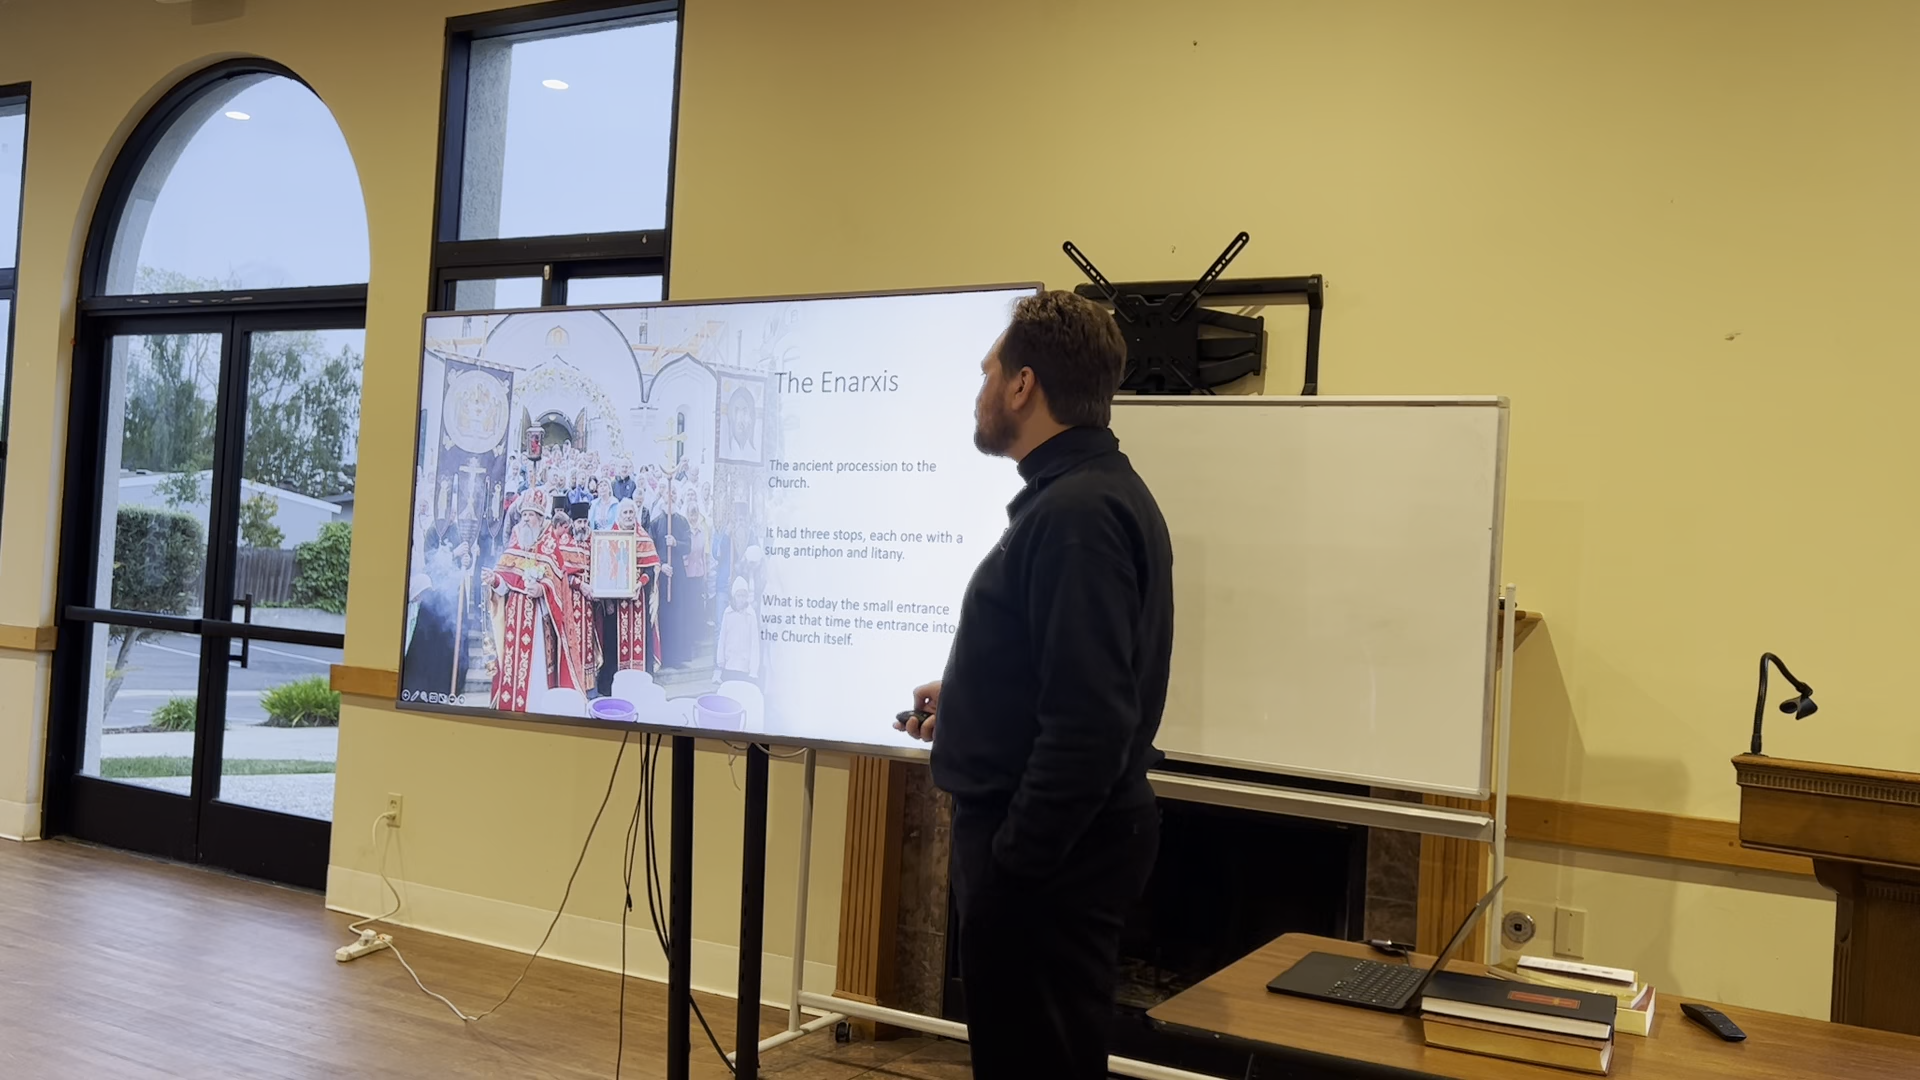 The Enarxis
The ancient procession to the
Church.
It had three stops, each one with a
sung antiphon and litany.
What is today the small entrance
was at that time the entrance into
the Church itself.